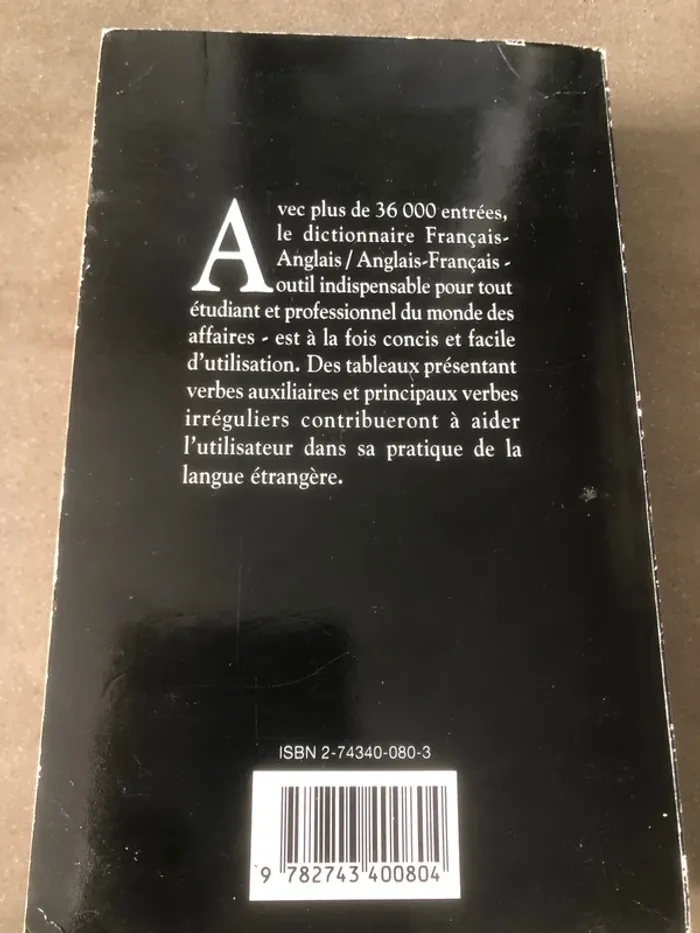 Avec plus de 36 000 entrées,
le dictionnaire Français-
Anglais / Anglais-Français -
outil indispensable pour tout
étudiant et professionnel du monde des
affaires - est à la fois concis et facile
d'utilisation. Des tableaux présentant
verbes auxiliaires et principaux verbes
irréguliers contribueront à aider
l'utilisateur dans sa pratique de la
langue étrangère.
ISBN 2-74340-080-3
9 782743 400804